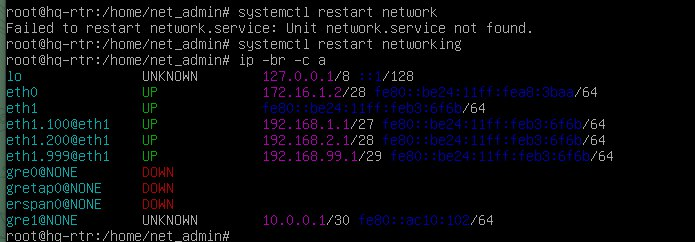 root@hq-rtr:/home/net_admin# systemctl restart network
Failed to restart network.service: Unit network.service not found.
root@hq-rtr:/home/net_admin# systemctl restart networking
root@hq-rtr:/home/net_admin# ip -br -c a
lo UNKNOWN 127.0.0.1/8 ::1/128
eth0 UP 172.16.1.2/28 fe80::be24:11ff:fea8:3baa/64
eth1 UP fe80::be24:11ff:feb3:6f6b/64
eth1.100@eth1 UP 192.168.1.1/27 fe80::be24:11ff:feb3:6f6b/64
eth1.200@eth1 UP 192.168.2.1/28 fe80::be24:11ff:feb3:6f6b/64
eth1.999@eth1 UP 192.168.99.1/29 fe80::be24:11ff:feb3:6f6b/64
gre0@NONE DOWN
gretap0@NONE DOWN
erspan0@NONE DOWN
gre1@NONE UNKNOWN 10.0.0.1/30 fe80::ac10:102/64
root@hq-rtr:/home/net_admin#